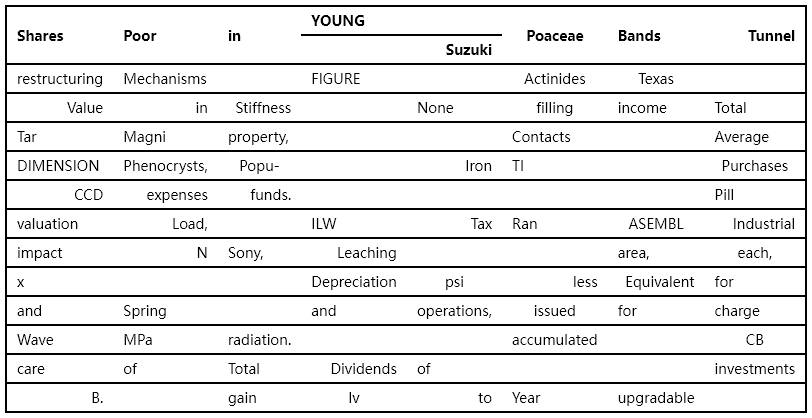 YOUNG
Shares Poor in Poaceae Bands Tunnel
Suzuki
restructuring Mechanisms FIGURE Actinides Texas
Value in Stiffness None filling income Total
Tar Magni property, Contacts Average
DIMENSION Phenocrysts, Popu- Iron TI Purchases
CCD expenses funds. Pill
valuation Load, ILW Tax Ran ASEMBL Industrial
impact N Sony, Leaching area, each,
x Depreciation psi less Equivalent for
and Spring and operations, issued for charge
Wave MPa radiation. accumulated CB
care of Total Dividends of investments
B. gain Iv to Year upgradable